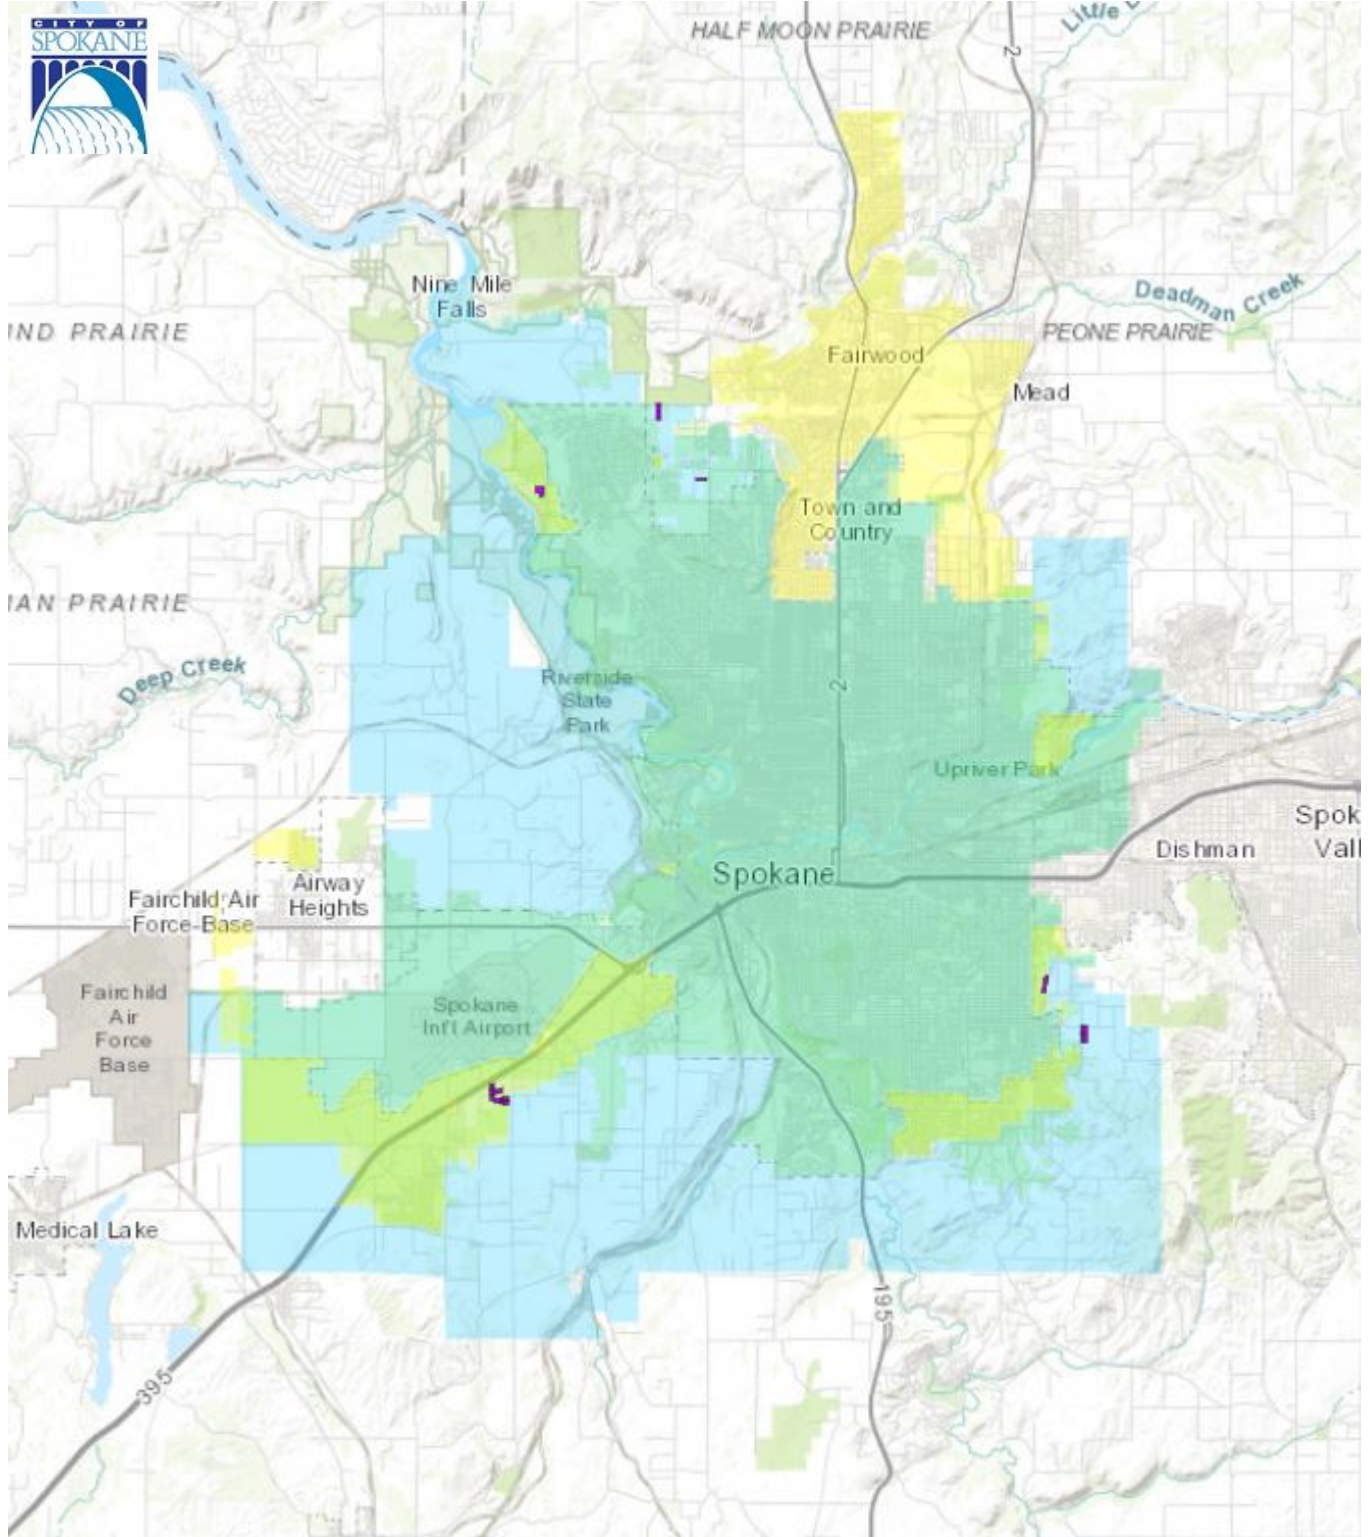 CITY OF
SPOKANE
HALF MOON PRAIRIE
2
Little
Nine Mile
Falls
Deadman Creek
ND PRAIRIE
PEONE PRAIRIE
Fairwood
Mead
Town and
Country
AN PRAIRIE
Deep Creek
Riverside
State
Park
2
Upriver Park
Spok
Vall
Dishman
Spokane
Airway
Heights
Fairchild Air
Force Base
Fairchild
Air
Force
Base
Spokane
Int'l Airport
Medical Lake
195
395